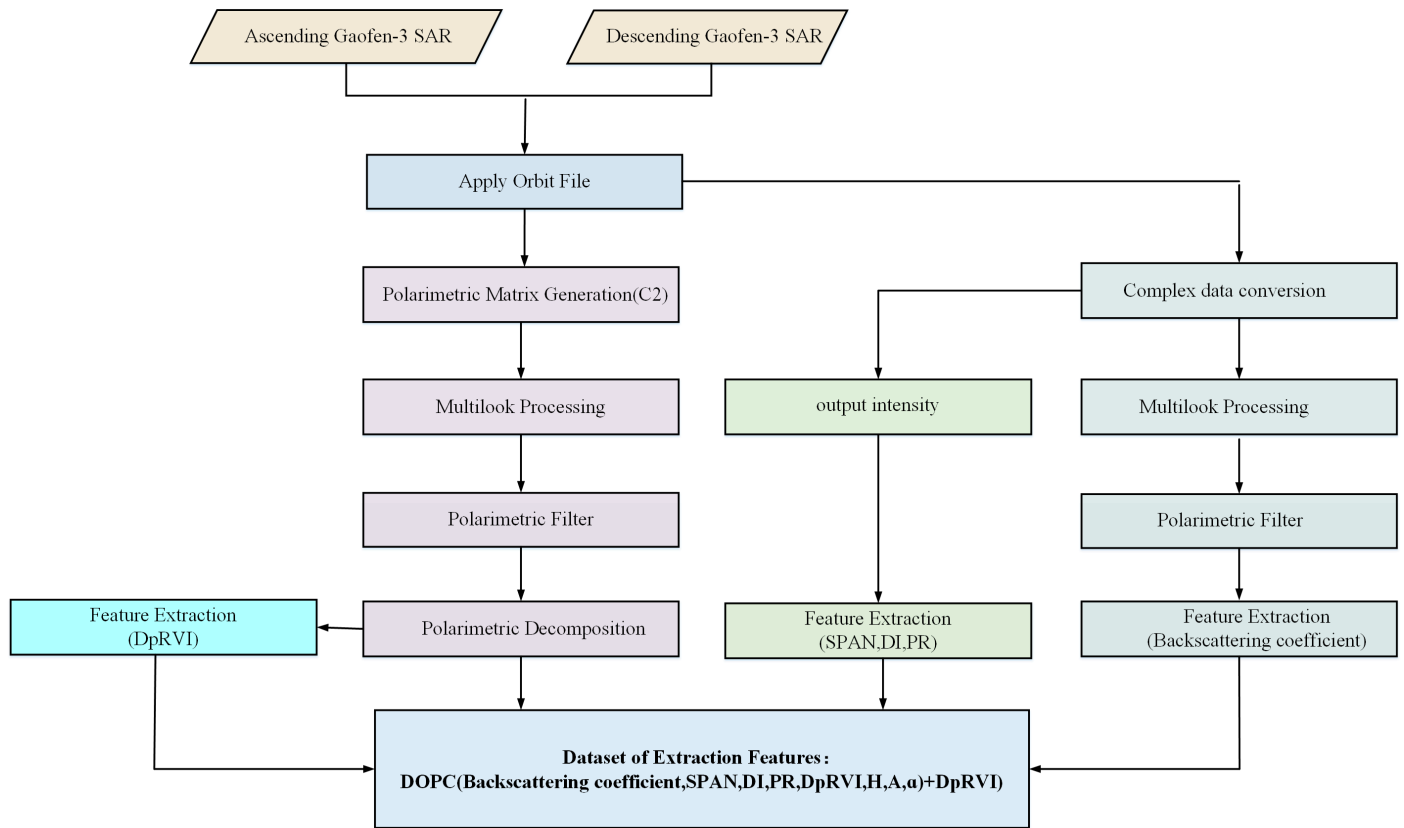 Ascending Gaofen-3 SAR
Descending Gaofen-3 SAR
Apply Orbit File
Polarimetric Matrix Generation(C2)
Complex data conversion
Multilook Processing
output intensity
Multilook Processing
Polarimetric Filter
Polarimetric Filter
Feature Extraction
(DpRVI)
Polarimetric Decomposition
Feature Extraction
(SPAN,DI,PR)
Feature Extraction
(Backscattering coefficient)
Dataset of Extraction Features：
DOPC(Backscattering coefficient,SPAN,DI,PR,DpRVI,H,A,α)+DpRVI)